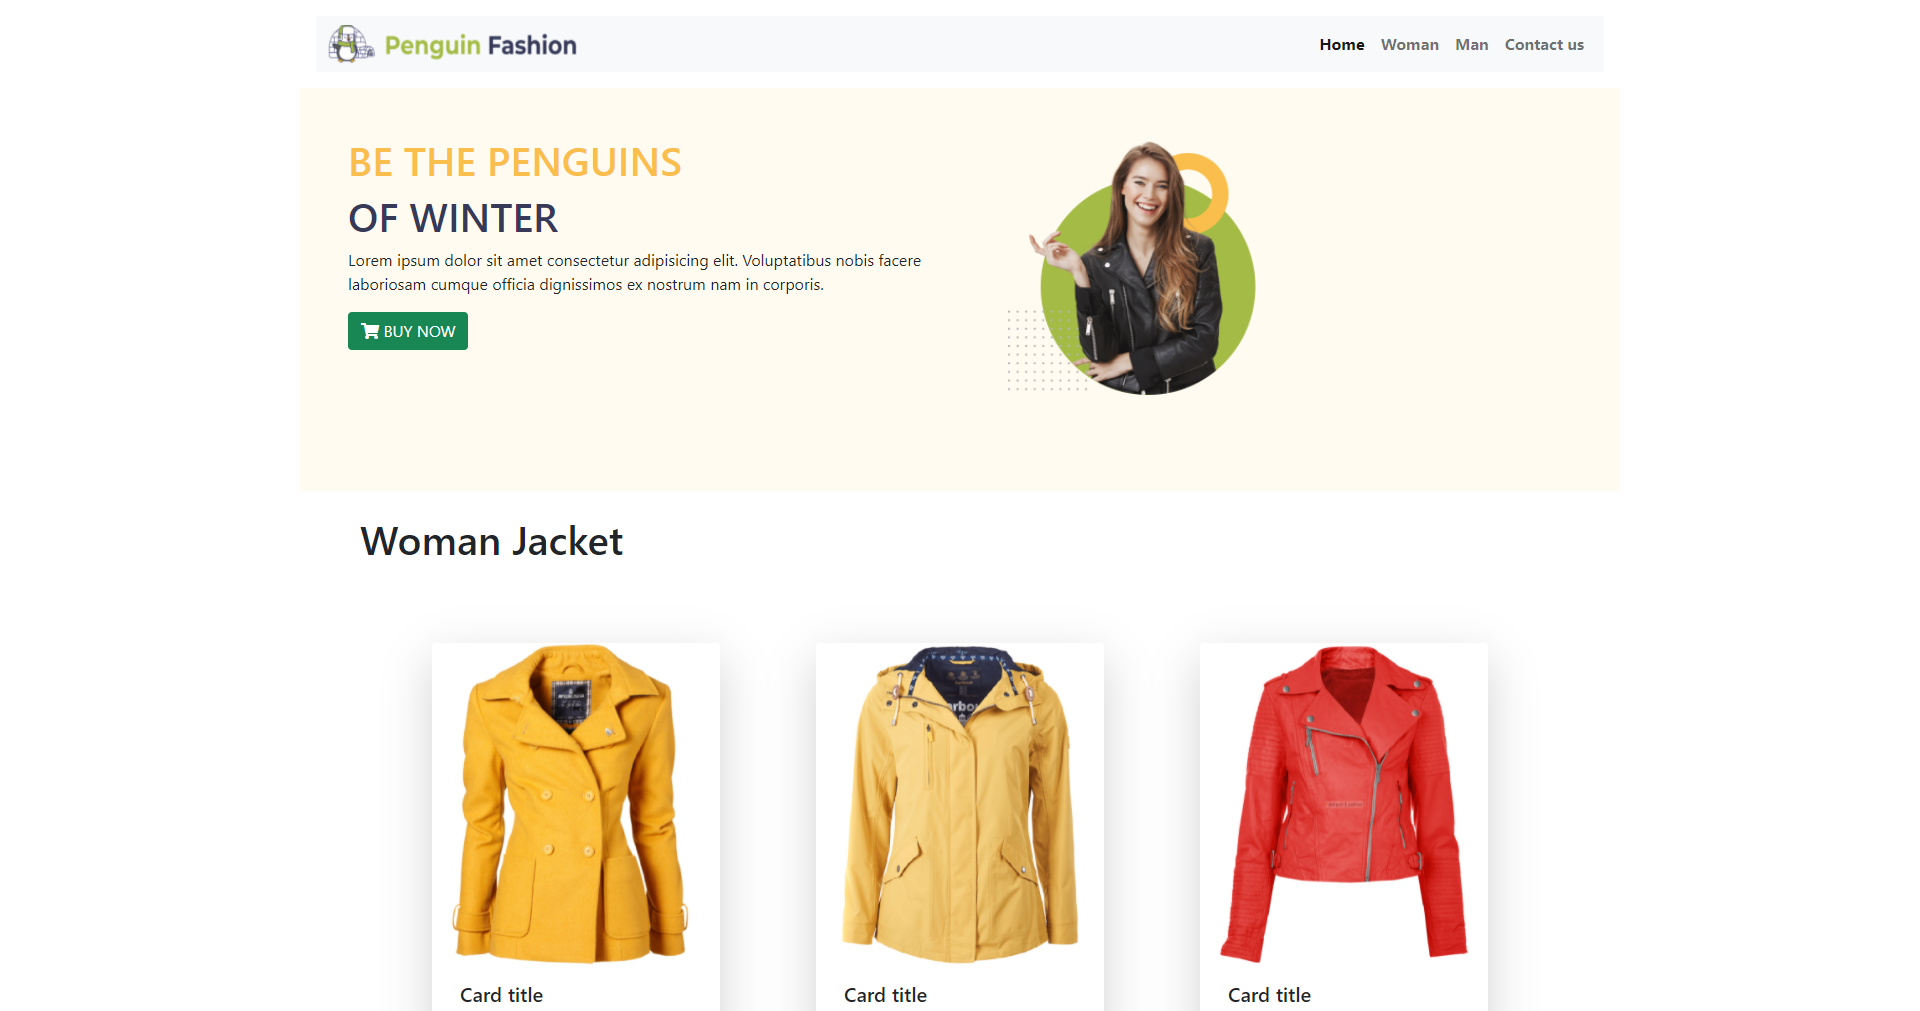 Penguin Fashion
Home Woman Man Contact us
BE THE PENGUINS
OF WINTER
Lorem ipsum dolor sit amet consectetur adipisicing elit. Voluptatibus nobis facere
laboriosam cumque officia dignissimos ex nostrum nam in corporis.
BUY NOW
Woman Jacket
Card title Card title Card title